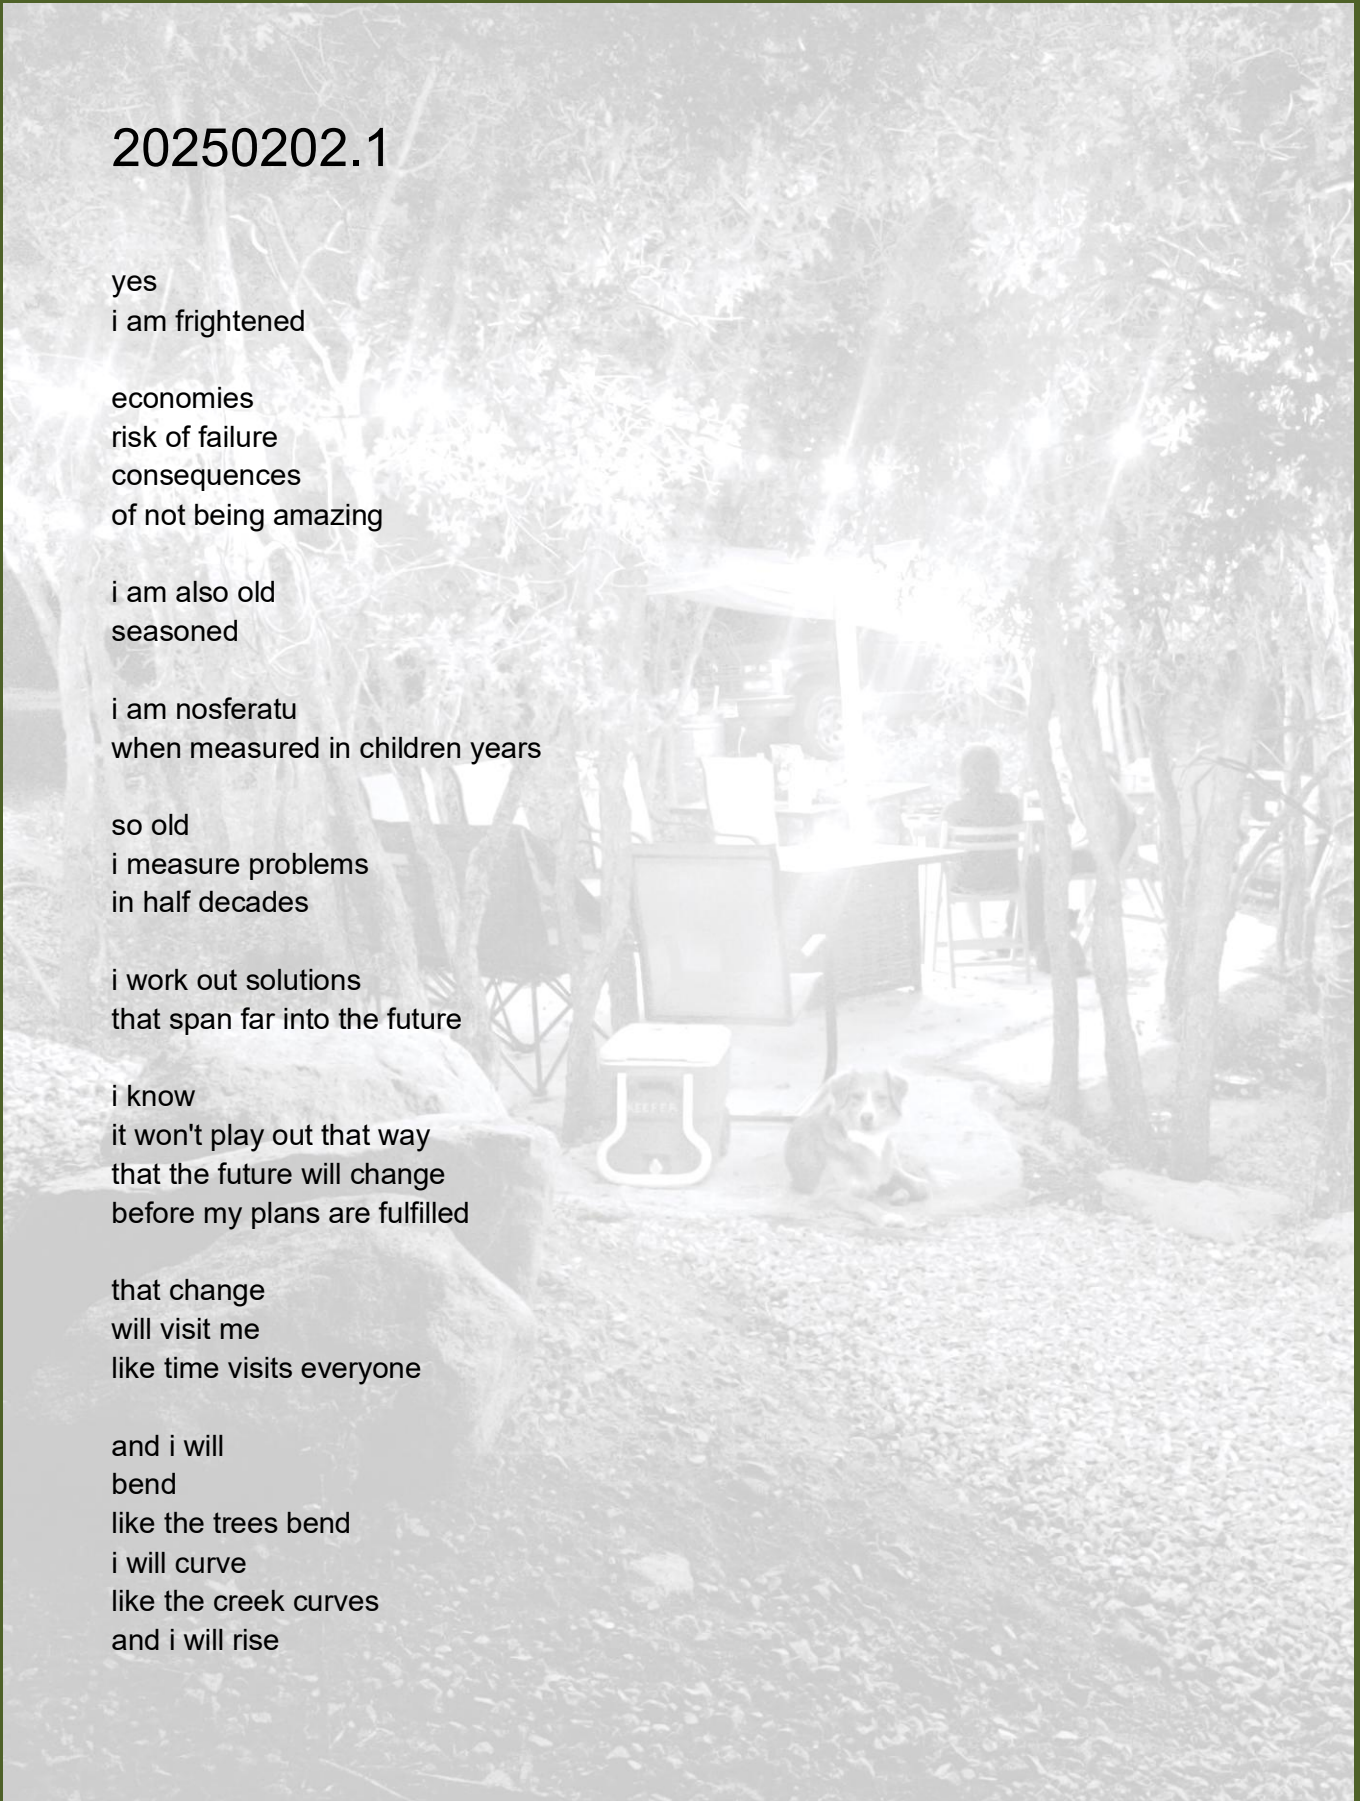 20250202.1
yes
i am frightened
economies
risk of failure
consequences
of not being amazing
i am also old
seasoned
i am nosferatu
when measured in children years
so old
i measure problems
in half decades
i work out solutions
that span far into the future
i know
it won't play out that way
that the future will change
before my plans are fulfilled
that change
will visit me
like time visits everyone
and i will
bend
like the trees bend
i will curve
like the creek curves
and i will rise